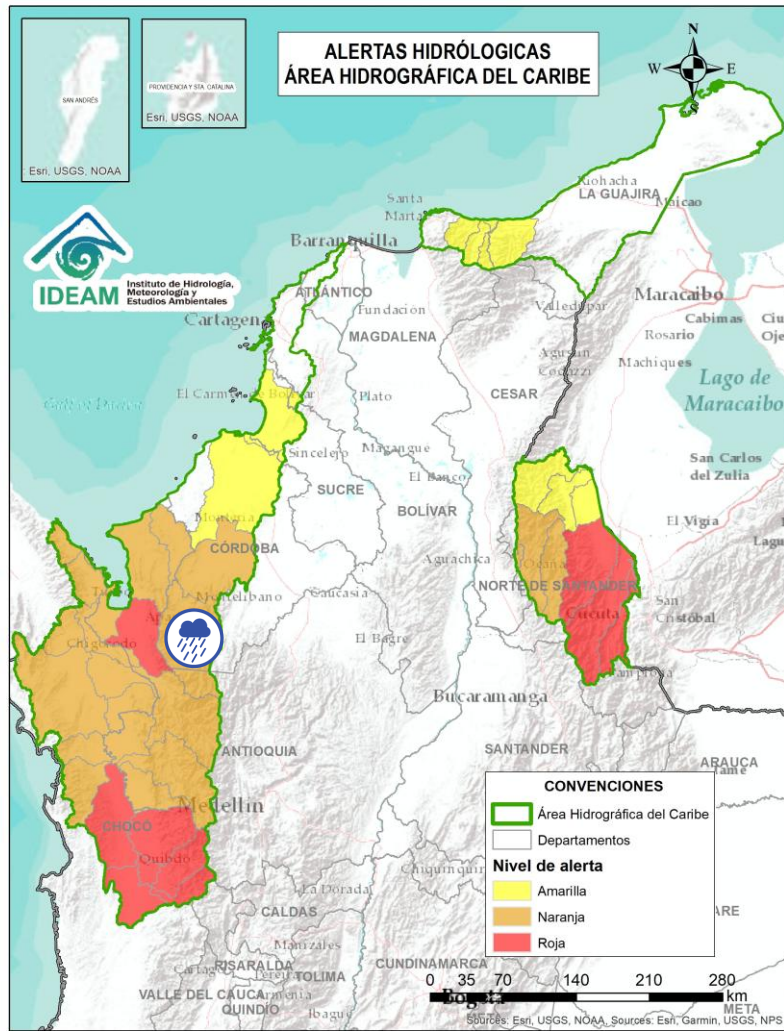 ALERTAS HIDRÓLOGICAS
ÁREA HIDROGRÁFICA DEL CARIBE
N
W
E
S
SAN ANDRÉS
Esri, USGS, NOAA
PROVIDENCIA Y STA. CATALINA
Esri, USGS, NOAA
IDEAM
Instituto de Hidrología,
Meteorología y
Estudios Ambientales
Riohacha
LA GUAJIRA
Maicao
Santa
Marta
Barranquilla
ATLÁNTICO
Maracaibo
Cabimas
Fundación
Valledupar
Cartagena
MAGDALENA
Rosario
Agustín
Codazzi
Machiques
CESAR
Lago de
Maracaibo
El Carmen de Bolívar
Plato
Sincelejo
Magangue
San Carlos
del Zulia
El Banco
SUCRE
BOLÍVAR
El Vigía
Montería
CÓRDOBA
Aguachica
Ocaña
NORTE DE SANTANDER
Montelibano
Caucasia
Cúcuta
San
Cristóbal
Chigorodo
El Bagre
Pamplona
Bucaramanga
ANTIOQUIA
SANTANDER
ARAUCA
Medellín
CHOCÓ
Quibdó
La Dorada
CALDAS
Manizales
RISARALDA
Pereira
TOLIMA
CUNDINAMARCA
VALLE DEL CAUCA
Armenia
QUINDÍO
Ibague
Bogotá
META
META
CONVENCIONES
Área Hidrográfica del Caribe
Departamentos
Nivel de alerta
Amarilla
Naranja
Roja
0 35 70 140 210 280
km
Sources: Esri, USGS, NOAA, Sources: Esri, Garmin, USGS, NPS